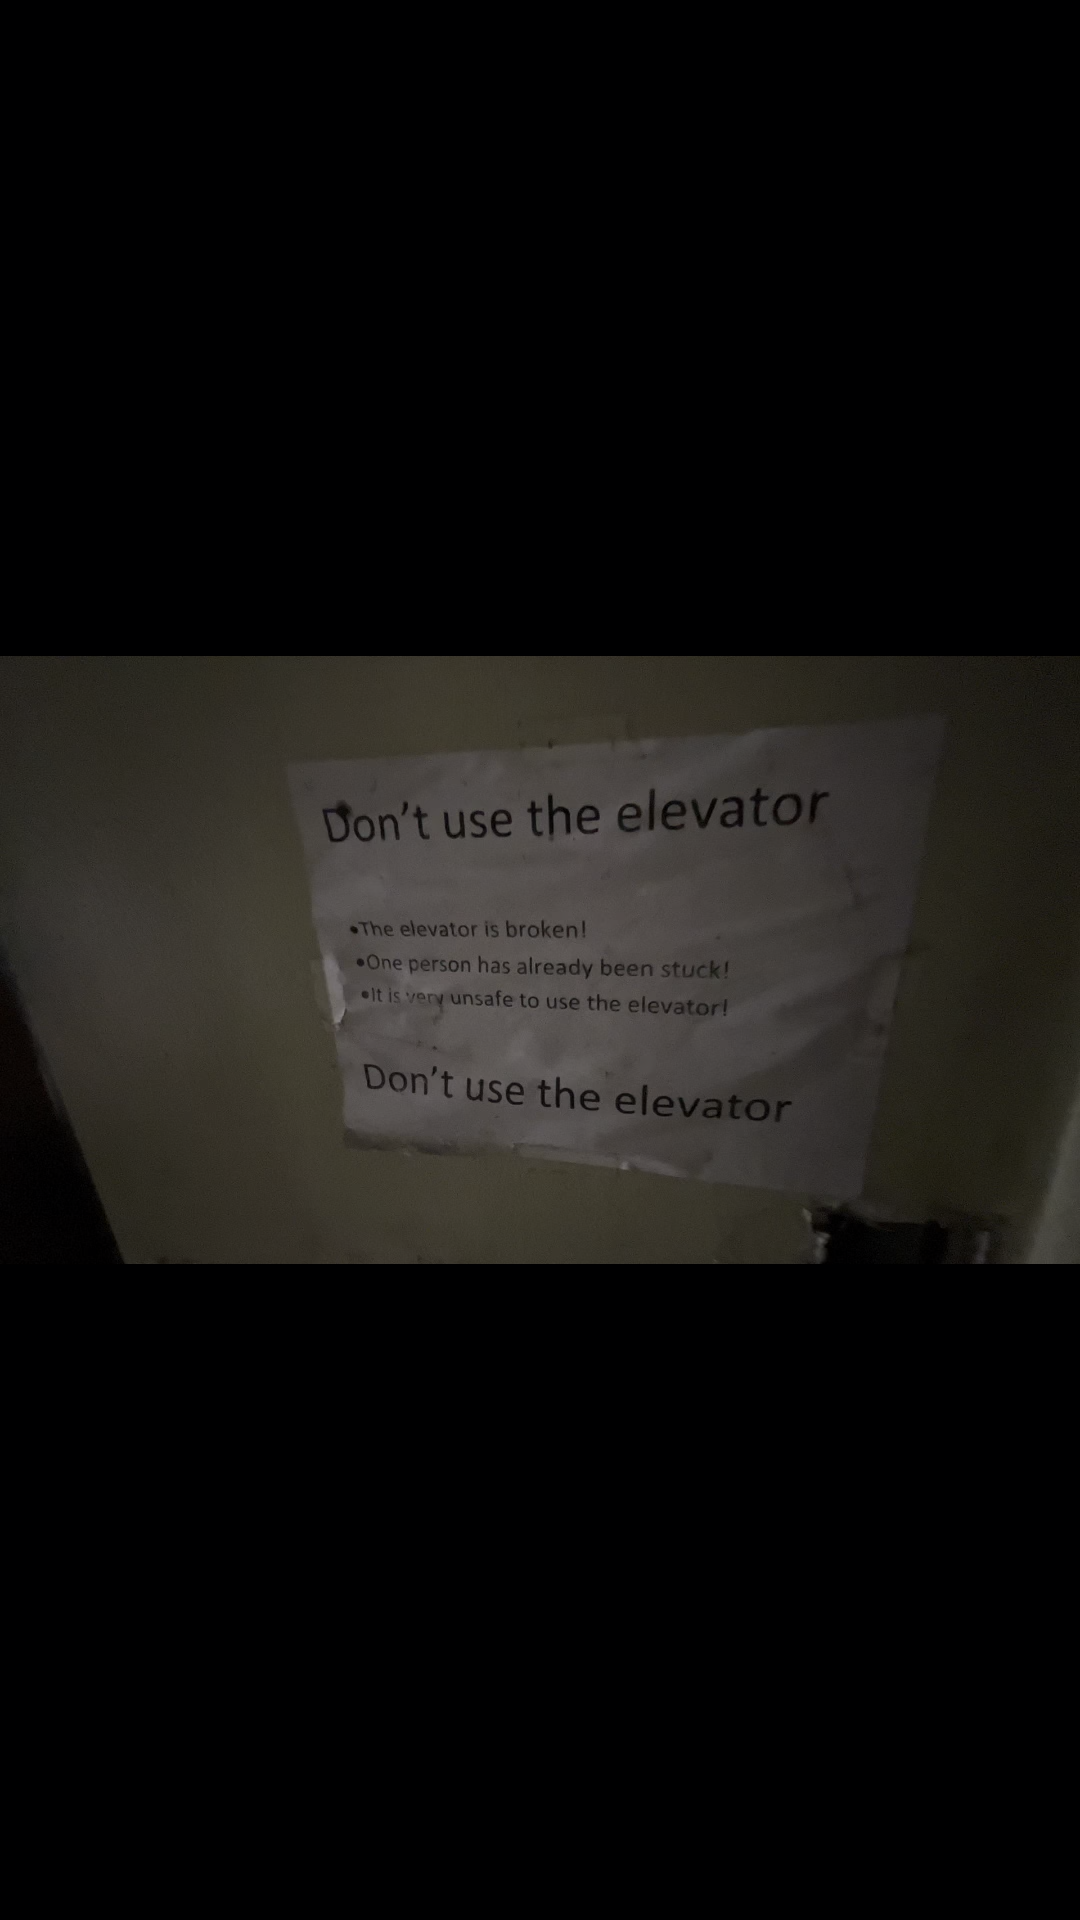 Don't use the elevator
•The elevator is broken!
•One person has already been stuck!
•It is very unsafe to use the elevator!
Don't use the elevator